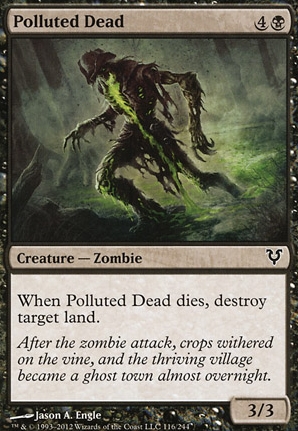 Polluted Dead 4
Creature — Zombie
When Polluted Dead dies, destroy
target land.
After the zombie attack, crops withered
on the vine, and the thriving village
became a ghost town almost overnight.
3/3
Jason A. Engle
™ & © 1993-2012 Wizards of the Coast LLC 116/244